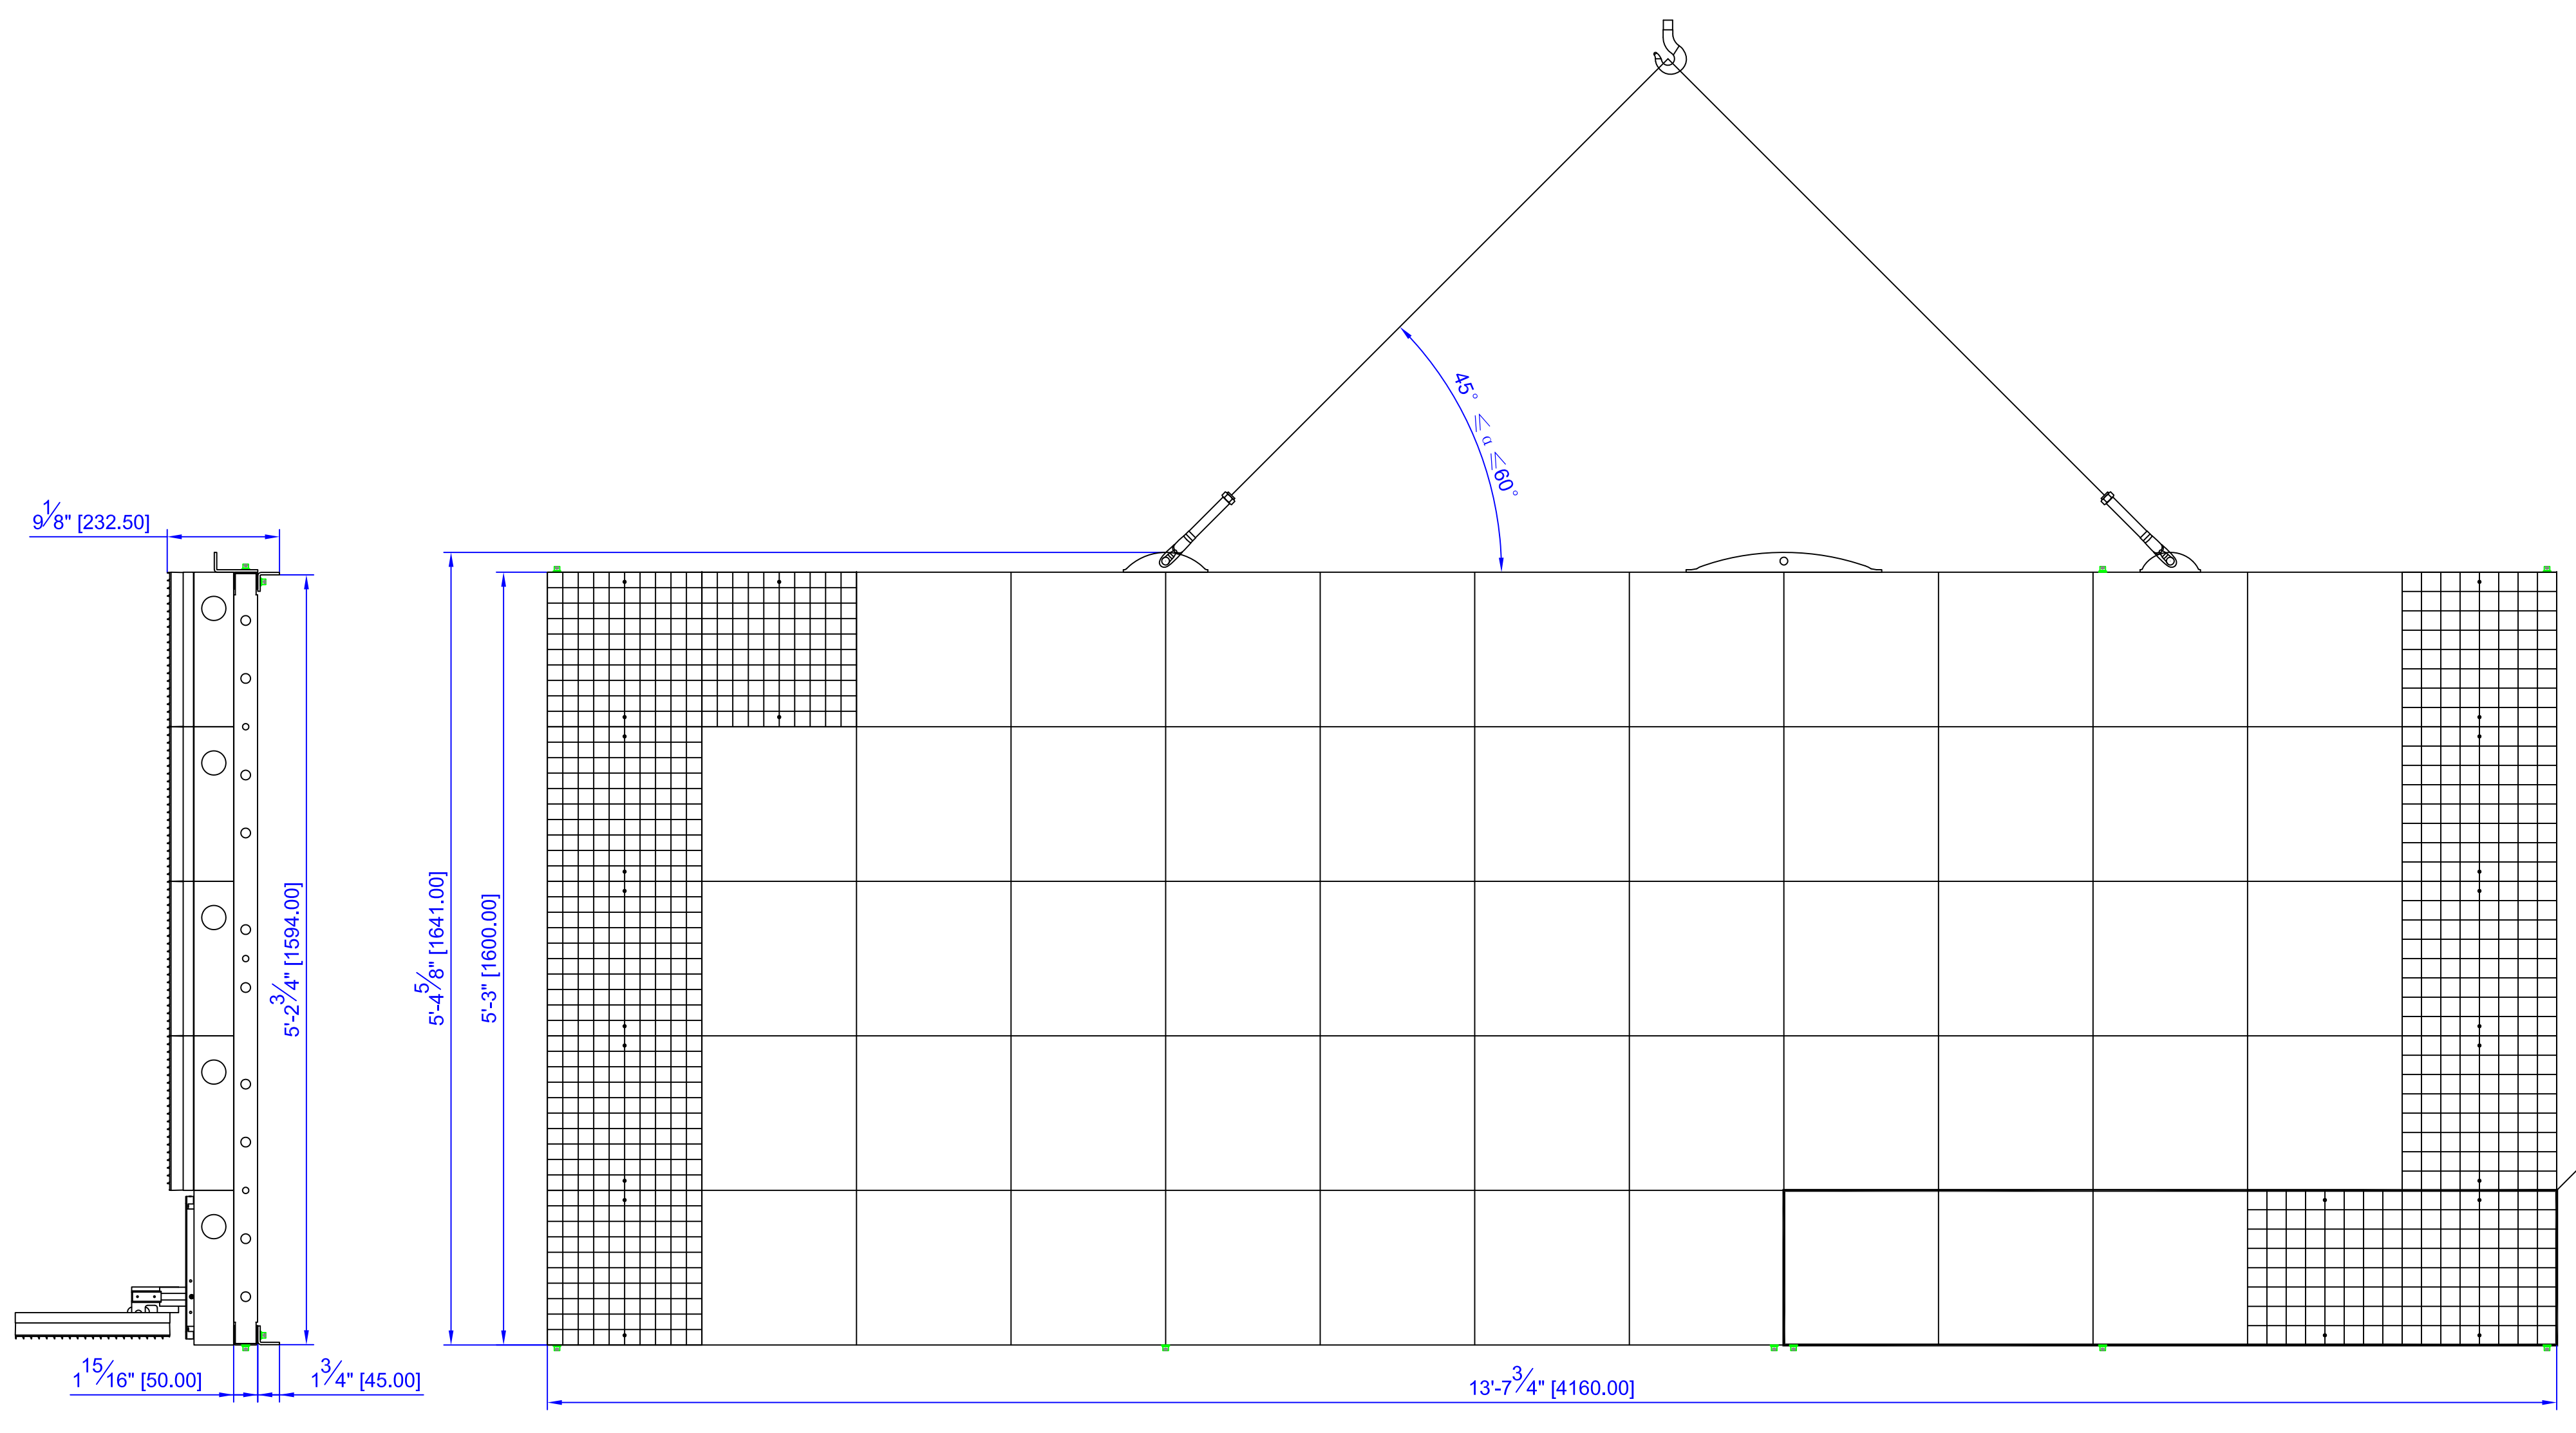 45° ≤ α ≤60°
9 1/8" [232.50]
5'-2 3/4" [1594.00]
5'-4 5/8" [1641.00]
5'-3" [1600.00]
1 15/16" [50.00]
1 3/4" [45.00]
13'-7 3/4" [4160.00]